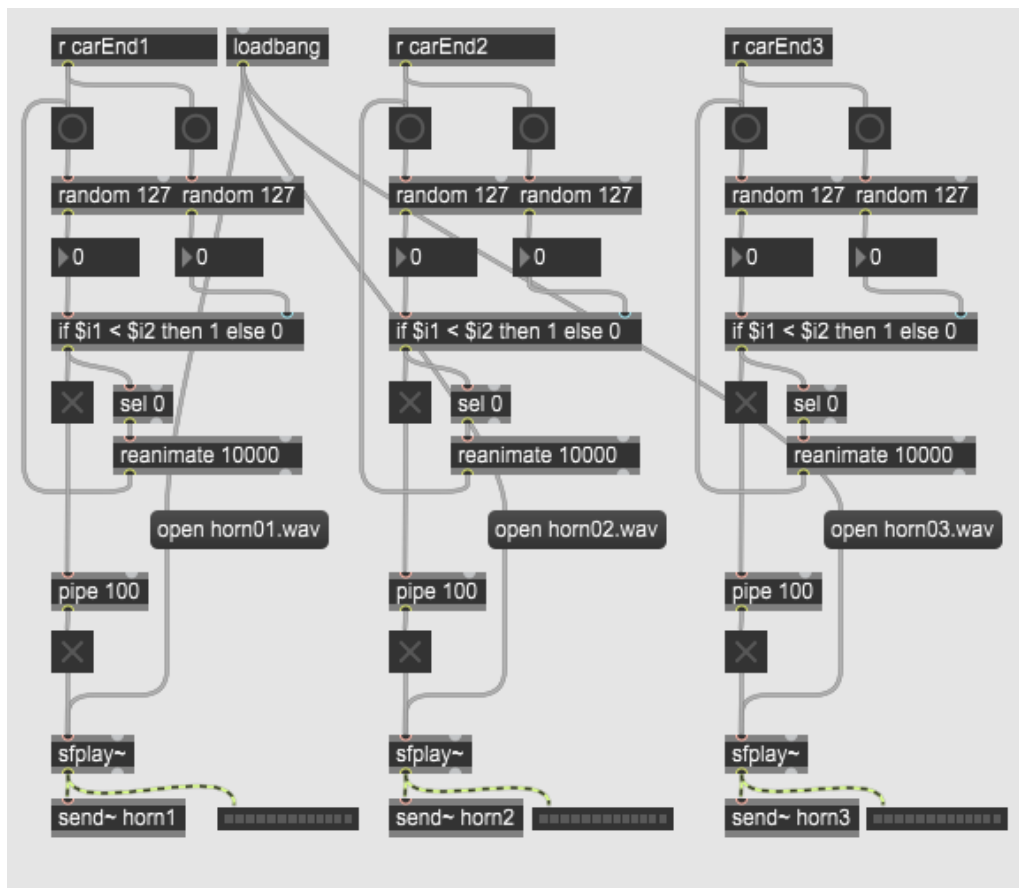 r carEnd1
loadbang
r carEnd2
r carEnd3
random 127
random 127
random 127
random 127
random 127
random 127
0
0
0
0
0
0
if $i1 < $i2 then 1 else 0
if $i1 < $i2 then 1 else 0
if $i1 < $i2 then 1 else 0
sel 0
sel 0
sel 0
reanimate 10000
reanimate 10000
reanimate 10000
open horn01.wav
open horn02.wav
open horn03.wav
pipe 100
pipe 100
pipe 100
sfplay~
sfplay~
sfplay~
send~ horn1
send~ horn2
send~ horn3